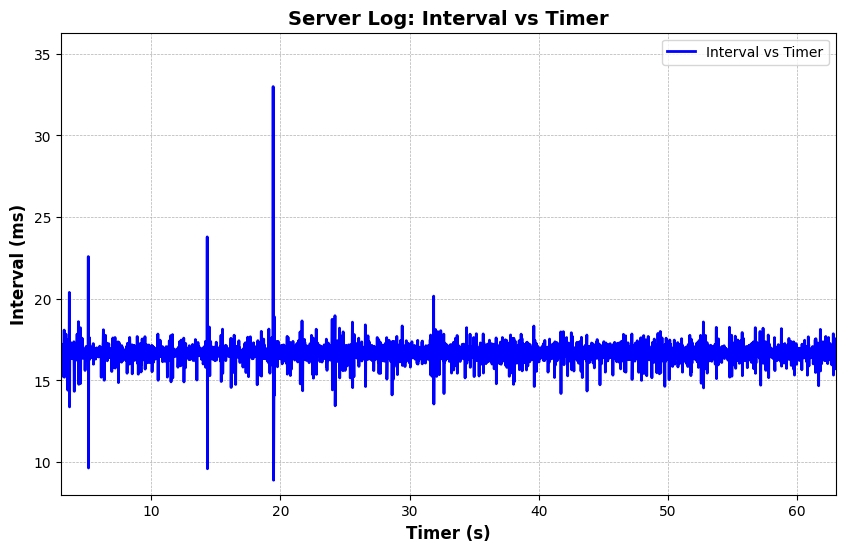 Server Log: Interval vs Timer
Interval vs Timer
35
30
25
20
15
10
Interval (ms)
10 20 30 40 50 60
Timer (s)